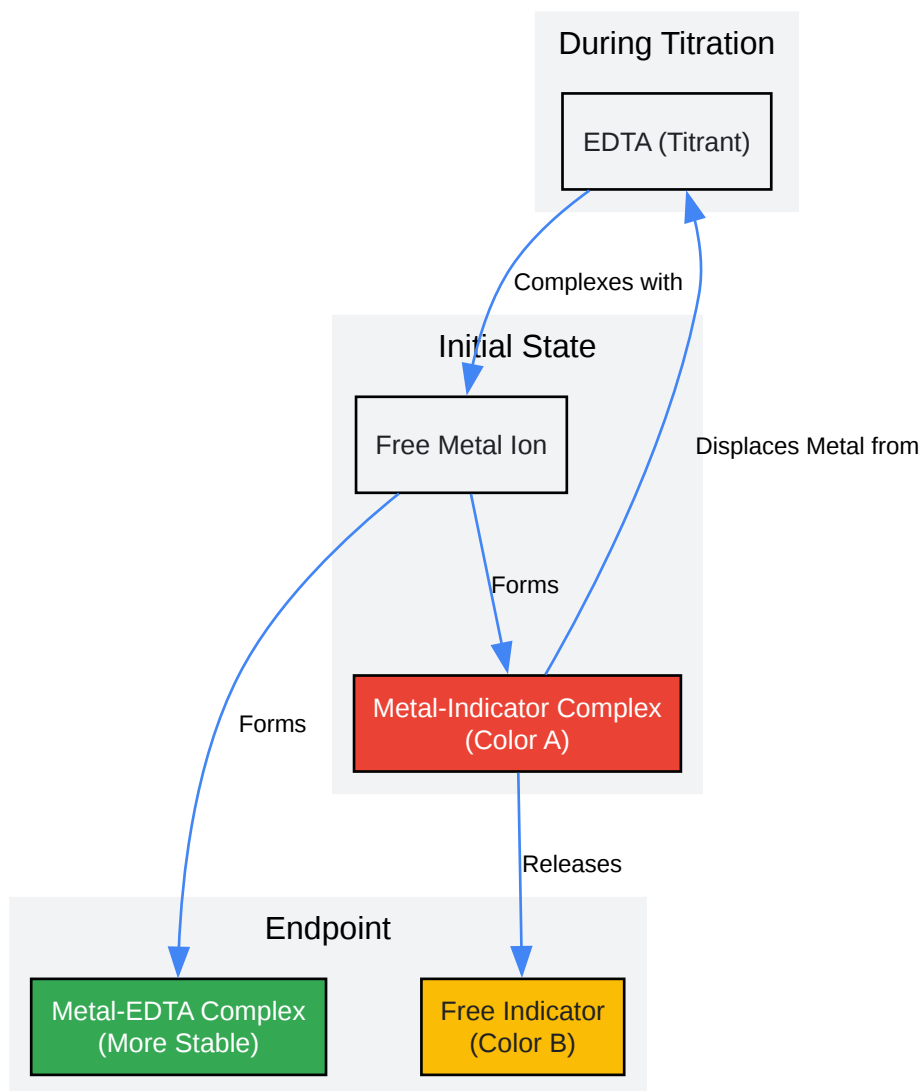 During Titration
EDTA (Titrant)
Complexes with
Initial State
Free Metal Ion
Displaces Metal from
Forms
Metal-Indicator Complex
(Color A)
Forms
Releases
Endpoint
Metal-EDTA Complex
(More Stable)
Free Indicator
(Color B)